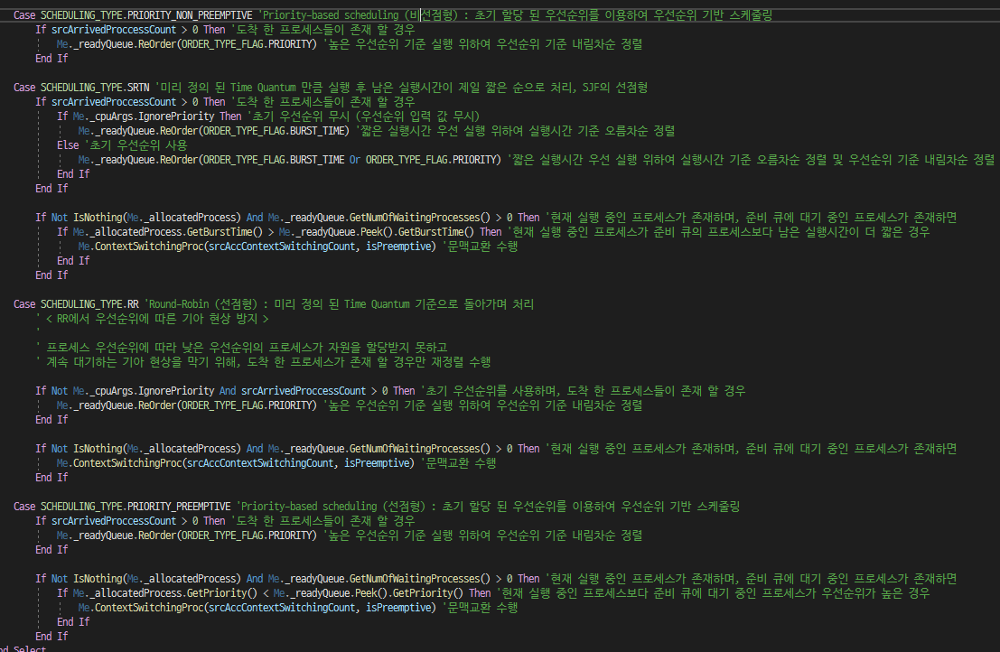 Case SCHEDULING_TYPE.PRIORITY_NON_PREEMPTIVE 'Priority-based scheduling (비선점형) : 초기 할당 된 우선순위를 이용하여 우선순위 기반 스케줄링
If srcArrivedProccessCount > 0 Then '도착 한 프로세스들이 존재 할 경우
Me._readyQueue.ReOrder(ORDER_TYPE_FLAG.PRIORITY) '높은 우선순위 기준 실행 위하여 우선순위 기준 내림차순 정렬
End If
Case SCHEDULING_TYPE.SRTN '미리 정의 된 Time Quantum 만큼 실행 후 남은 실행시간이 제일 짧은 순으로 처리, SJF의 선점형
If srcArrivedProccessCount > 0 Then '도착 한 프로세스들이 존재 할 경우
If Me._cpuArgs.IgnorePriority Then '초기 우선순위 무시 (우선순위 입력 값 무시)
Me._readyQueue.ReOrder(ORDER_TYPE_FLAG.BURST_TIME) '짧은 실행시간 우선 실행 위하여 실행시간 기준 오름차순 정렬
Else '초기 우선순위 사용
Me._readyQueue.ReOrder(ORDER_TYPE_FLAG.BURST_TIME Or ORDER_TYPE_FLAG.PRIORITY) '짧은 실행시간 우선 실행 위하여 실행시간 기준 오름차순 정렬 및 우선순위 기준 내림차순 정렬
End If
End If
If Not IsNothing(Me._allocatedProcess) And Me._readyQueue.GetNumOfWaitingProcesses() > 0 Then '현재 실행 중인 프로세스가 존재하며, 준비 큐에 대기 중인 프로세스가 존재하면
If Me._allocatedProcess.GetBurstTime() > Me._readyQueue.Peek().GetBurstTime() Then '현재 실행 중인 프로세스가 준비 큐의 프로세스보다 남은 실행시간이 더 짧은 경우
Me.ContextSwitchingProc(srcAccContextSwitchingCount, isPreemptive) '문맥교환 수행
End If
End If
Case SCHEDULING_TYPE.RR 'Round-Robin (선점형) : 미리 정의 된 Time Quantum 기준으로 돌아가며 처리
' < RR에서 우선순위에 따른 기아 현상 방지 >
'
' 프로세스 우선순위에 따라 낮은 우선순위의 프로세스가 자원을 할당받지 못하고
' 계속 대기하는 기아 현상을 막기 위해, 도착 한 프로세스가 존재 할 경우만 재정렬 수행
If Not Me._cpuArgs.IgnorePriority And srcArrivedProccessCount > 0 Then '초기 우선순위를 사용하며, 도착 한 프로세스들이 존재 할 경우
Me._readyQueue.ReOrder(ORDER_TYPE_FLAG.PRIORITY) '높은 우선순위 기준 실행 위하여 우선순위 기준 내림차순 정렬
End If
If Not IsNothing(Me._allocatedProcess) And Me._readyQueue.GetNumOfWaitingProcesses() > 0 Then '현재 실행 중인 프로세스가 존재하며, 준비 큐에 대기 중인 프로세스가 존재하면
Me.ContextSwitchingProc(srcAccContextSwitchingCount, isPreemptive) '문맥교환 수행
End If
Case SCHEDULING_TYPE.PRIORITY_PREEMPTIVE 'Priority-based scheduling (선점형) : 초기 할당 된 우선순위를 이용하여 우선순위 기반 스케줄링
If srcArrivedProccessCount > 0 Then '도착 한 프로세스들이 존재 할 경우
Me._readyQueue.ReOrder(ORDER_TYPE_FLAG.PRIORITY) '높은 우선순위 기준 실행 위하여 우선순위 기준 내림차순 정렬
End If
If Not IsNothing(Me._allocatedProcess) And Me._readyQueue.GetNumOfWaitingProcesses() > 0 Then '현재 실행 중인 프로세스가 존재하며, 준비 큐에 대기 중인 프로세스가 존재하면
If Me._allocatedProcess.GetPriority() < Me._readyQueue.Peek().GetPriority() Then '현재 실행 중인 프로세스보다 준비 큐에 대기 중인 프로세스가 우선순위가 높은 경우
Me.ContextSwitchingProc(srcAccContextSwitchingCount, isPreemptive) '문맥교환 수행
End If
End If
nd Select